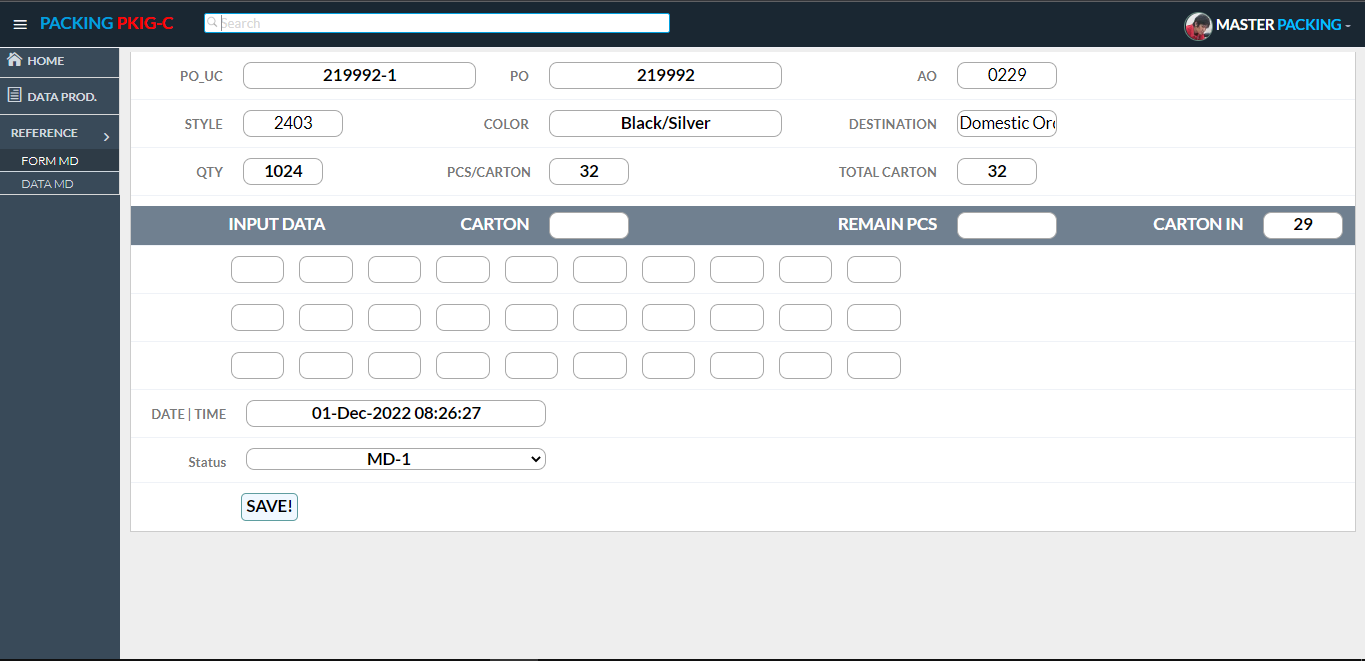 PACKING PKIG-C
Search
MASTER PACKING
HOME
DATA PROD.
REFERENCE
FORM MD
DATA MD
PO_UC 219992-1 PO 219992 AO 0229
STYLE 2403 COLOR Black/Silver DESTINATION Domestic Ord
QTY 1024 PCS/CARTON 32 TOTAL CARTON 32
INPUT DATA CARTON REMAIN PCS CARTON IN 29
DATE | TIME 01-Dec-2022 08:26:27
Status MD-1
SAVE!